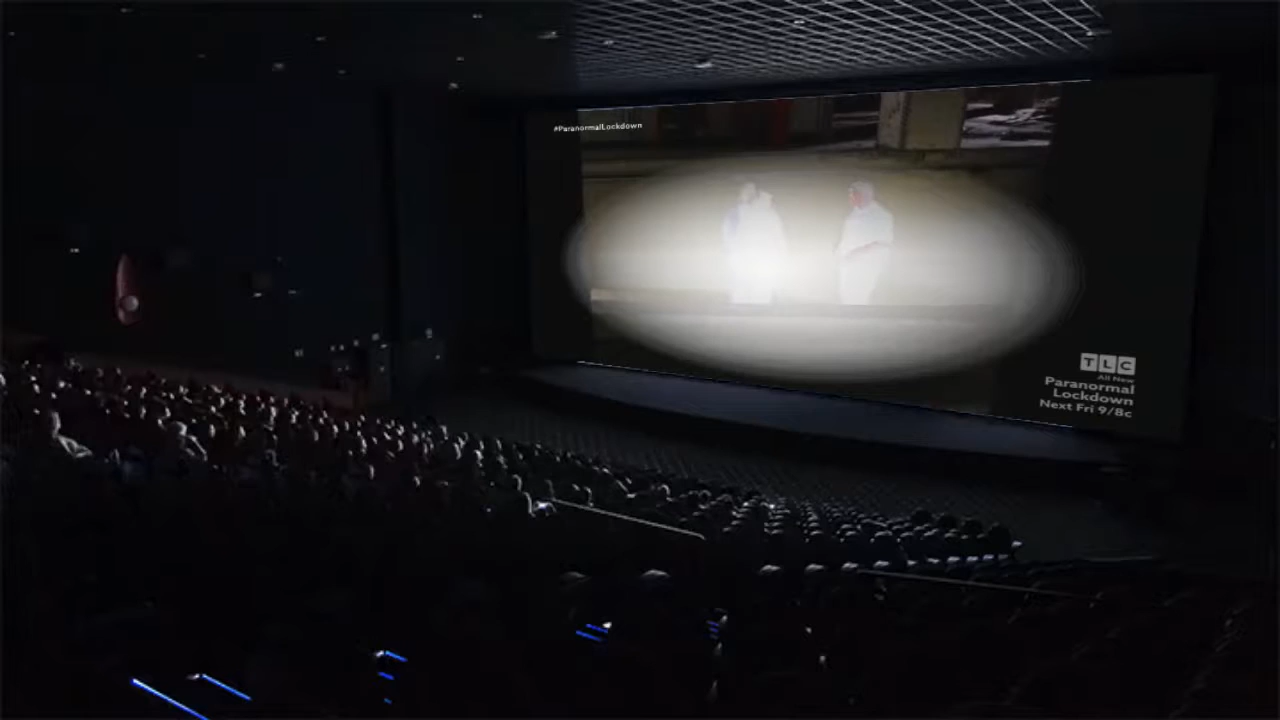 #ParanormalLockdown
TLC
All New
Paranormal
Lockdown
Next Fri 9/8c